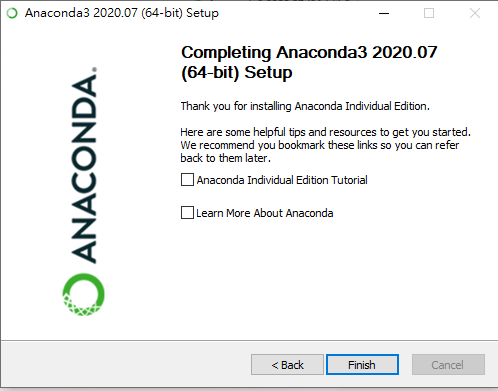 Anaconda3 2020.07 (64-bit) Setup
Completing Anaconda3 2020.07
(64-bit) Setup
ANACONDA.
Thank you for installing Anaconda Individual Edition.
Here are some helpful tips and resources to get you started.
We recommend you bookmark these links so you can refer
back to them later.
Anaconda Individual Edition Tutorial
Learn More About Anaconda
< Back
Finish
Cancel